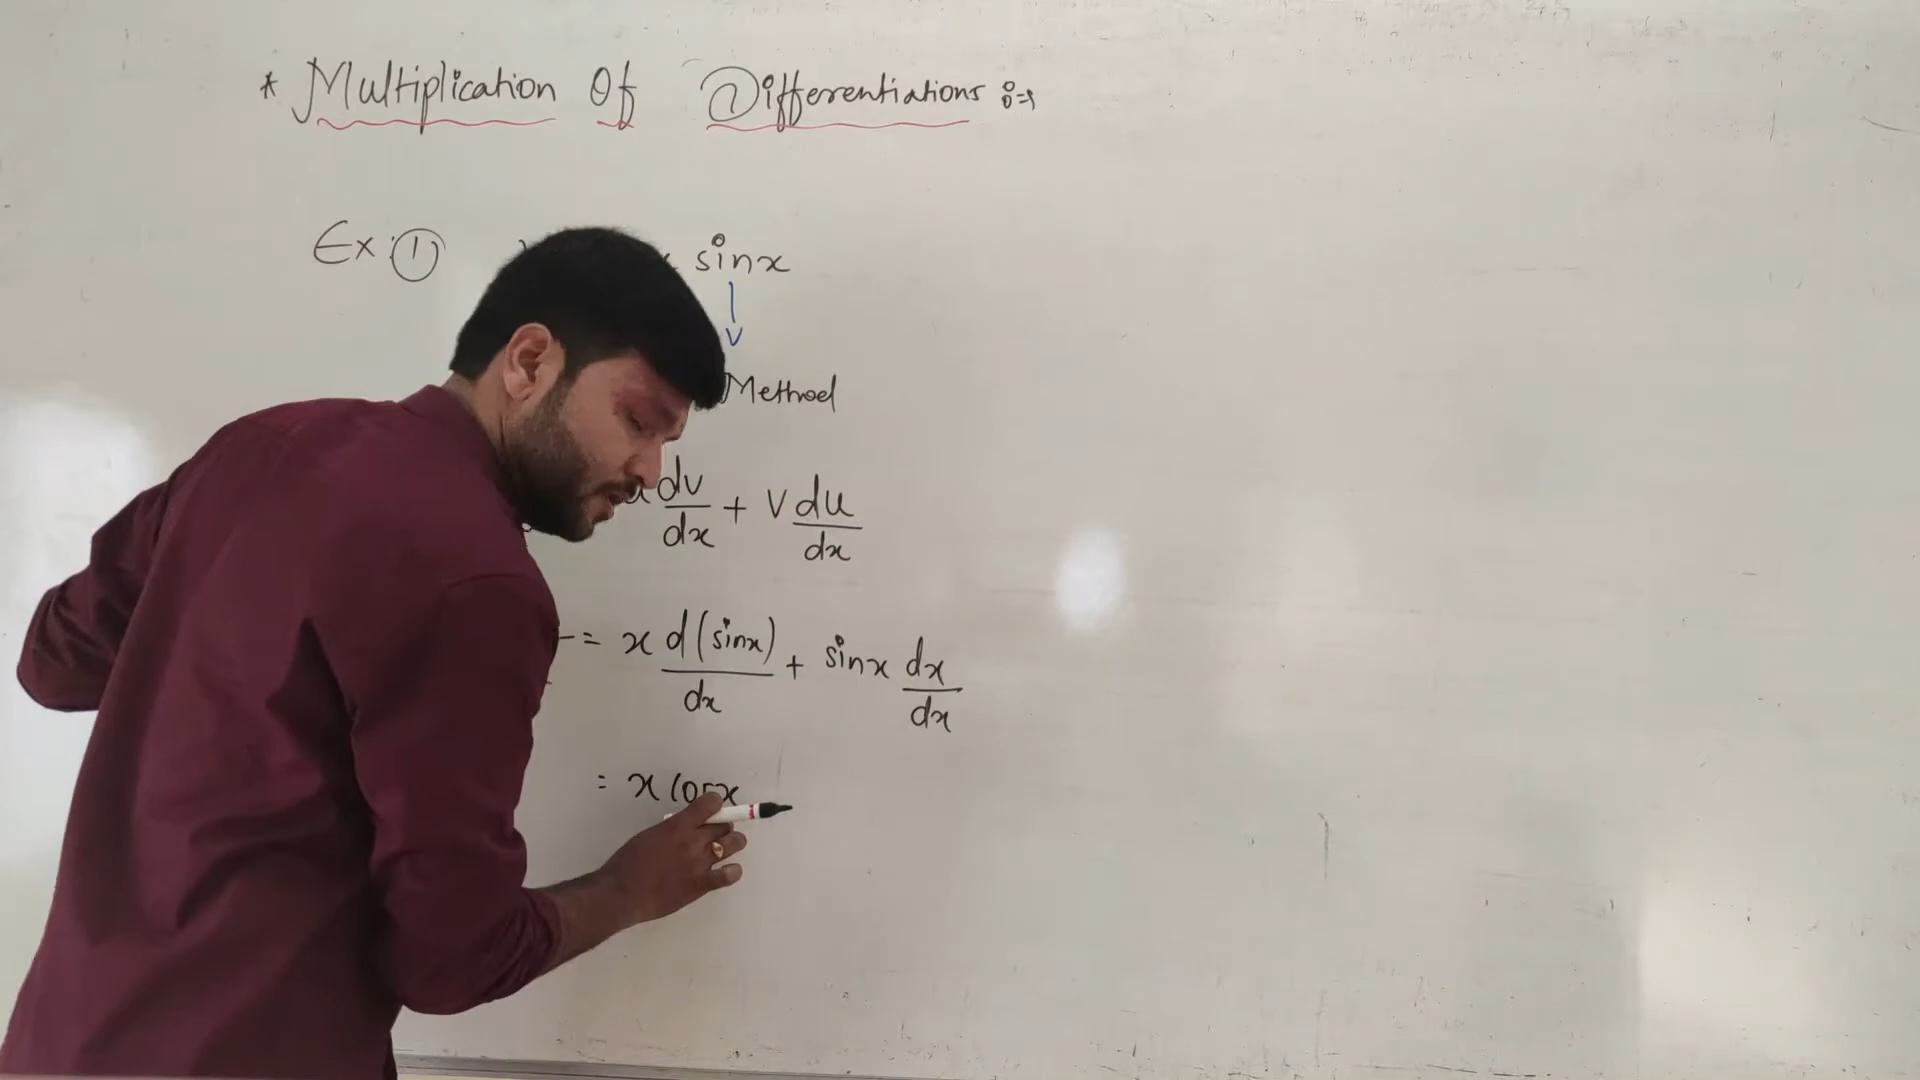 * Multiplication Of Differentiations :-
Ex. ① sinx
V
Method
u dv/dx + v du/dx
= x d(sinx)/dx + sinx dx/dx
= x cosx